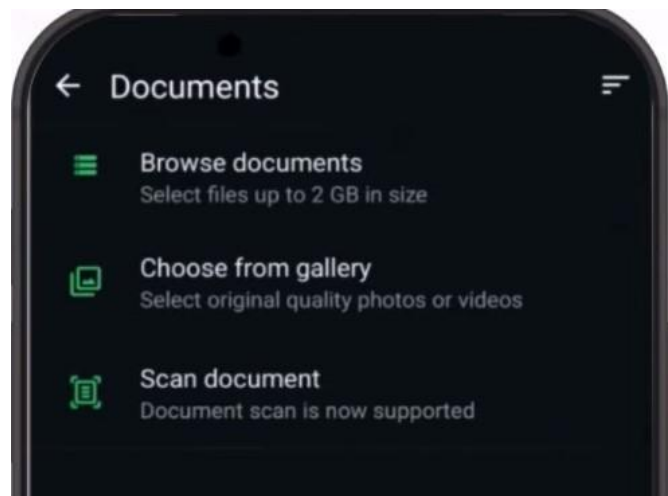 Documents
Browse documents
Select files up to 2 GB in size
Choose from gallery
Select original quality photos or videos
Scan document
Document scan is now supported